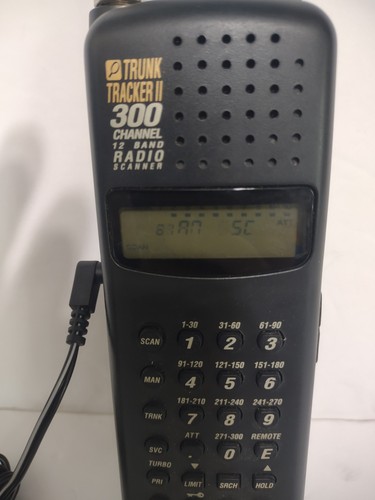 TRUNK
TRACKER II
300
CHANNEL
12 BAND
RADIO
SCANNER
SC
1-30 31-60 61-90
SCAN 1 2 3
91-120 121-150 151-180
MAN 4 5 6
181-210 211-240 241-270
TRNK 7 8 9
ATT 271-300 REMOTE
SVC . 0 E
TURBO
PRI LIMIT SRCH HOLD